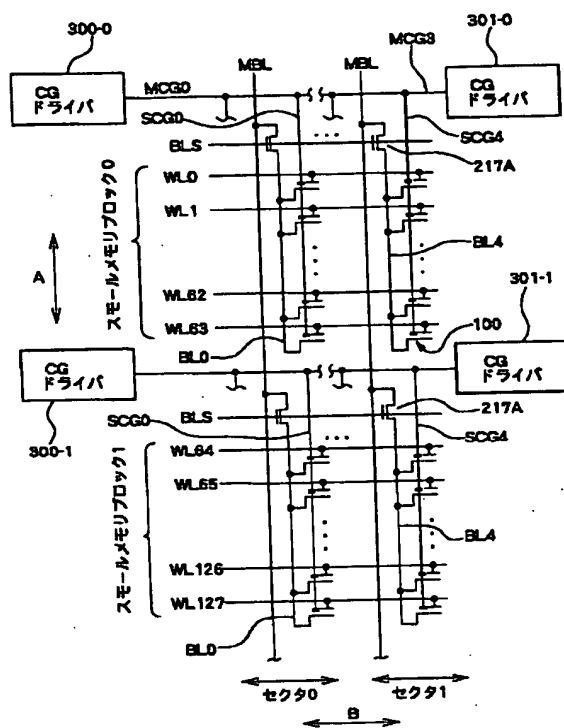 300-0
301-0
MBL
MBL
MCG3
CG
ドライバ
MCG0
CG
ドライバ
SCG0
SCG4
BLS
217A
WL0
WL1
スモールメモリブロック0
A
BL4
WL62
WL63
100
301-1
BL0
CG
ドライバ
CG
ドライバ
217A
SCG0
BLS
300-1
SCG4
WL64
WL65
スモールメモリブロック1
BL4
WL126
WL127
BL0
セクタ0
セクタ1
B